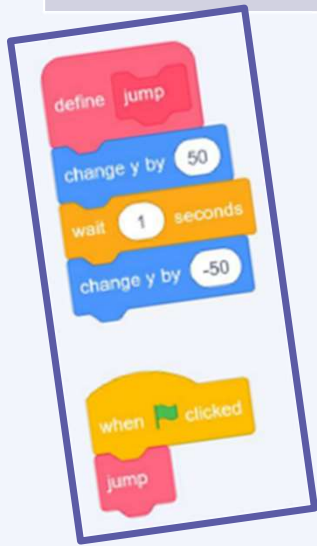 define jump
change y by 50
wait 1 seconds
change y by -50
when clicked
jump